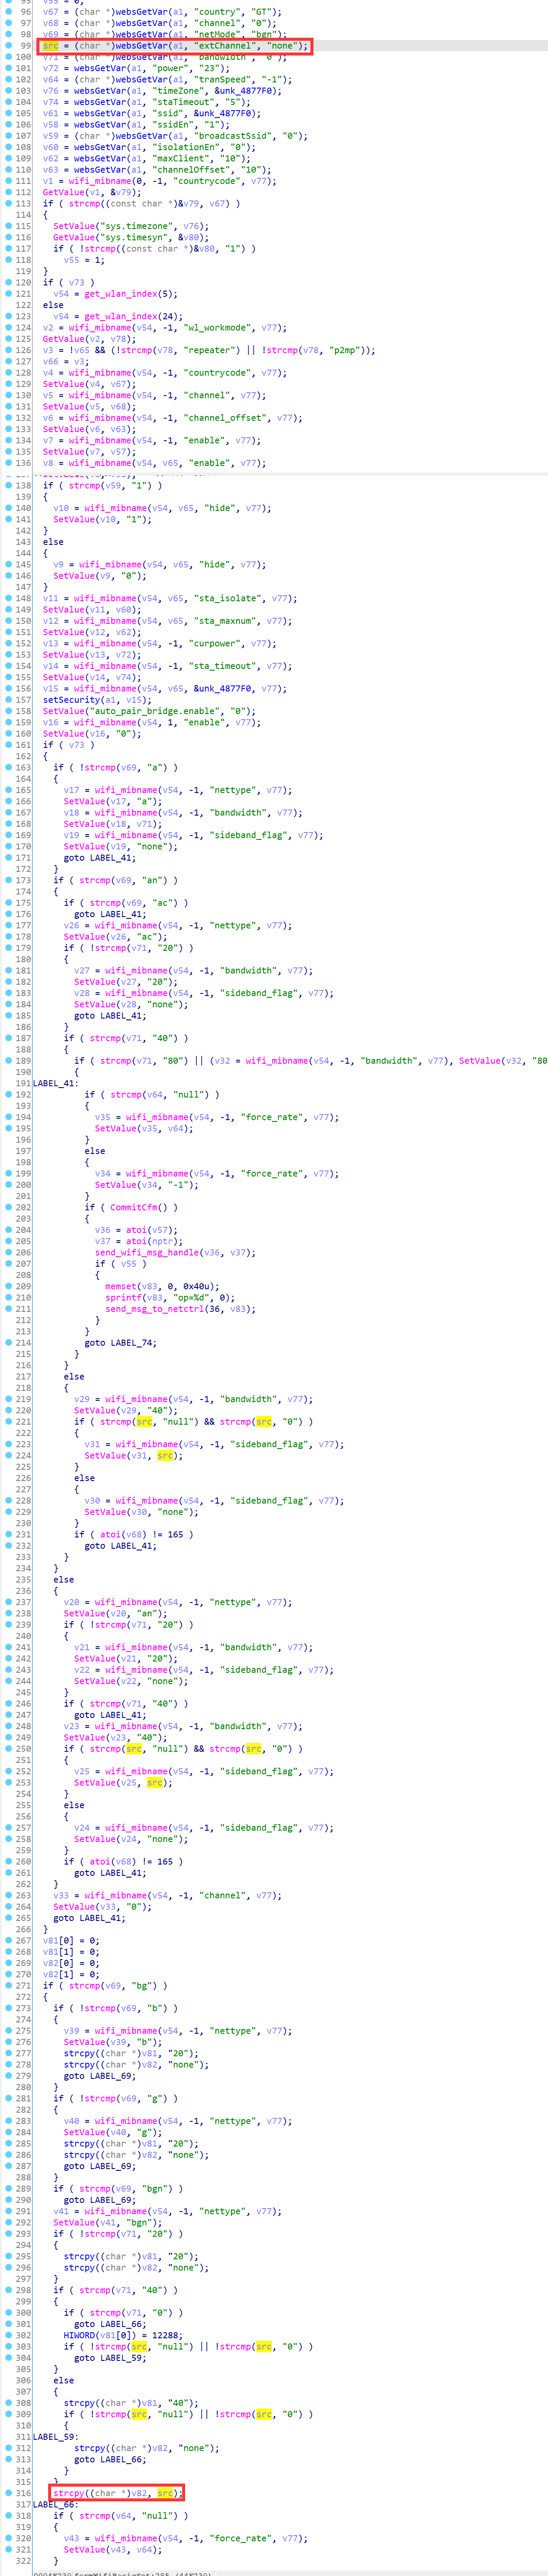 95 v55 = 0;
96 v67 = (char *)websGetVar(a1, "country", "GT");
97 v68 = (char *)websGetVar(a1, "channel", "0");
98 v69 = (char *)websGetVar(a1, "netMode", "bgn");
99 src = (char *)websGetVar(a1, "extChannel", "none");
100 v71 = (char *)websGetVar(a1, "bandwidth", "0");
101 v72 = websGetVar(a1, "power", "23");
102 v64 = (char *)websGetVar(a1, "tranSpeed", "-1");
103 v76 = websGetVar(a1, "timeZone", &unk_4877F0);
104 v74 = websGetVar(a1, "staTimeout", "5");
105 v61 = websGetVar(a1, "ssid", &unk_4877F0);
106 v58 = websGetVar(a1, "ssidEn", "1");
107 v59 = (char *)websGetVar(a1, "broadcastSsid", "0");
108 v60 = websGetVar(a1, "isolationEn", "0");
109 v62 = websGetVar(a1, "maxClient", "10");
110 v63 = websGetVar(a1, "channelOffset", "10");
111 v1 = wifi_mibname(0, -1, "countrycode", v77);
112 GetValue(v1, &v79);
113 if ( strcmp((const char *)&v79, v67) )
114 {
115 SetValue("sys.timezone", v76);
116 GetValue("sys.timesyn", &v80);
117 if ( !strcmp((const char *)&v80, "1") )
118 v55 = 1;
119 }
120 if ( v73 )
121 v54 = get_wlan_index(5);
122 else
123 v54 = get_wlan_index(24);
124 v2 = wifi_mibname(v54, -1, "wl_workmode", v77);
125 GetValue(v2, v78);
126 v3 = !v65 && (!strcmp(v78, "repeater") || !strcmp(v78, "p2mp"));
127 v66 = v3;
128 v4 = wifi_mibname(v54, -1, "countrycode", v77);
129 SetValue(v4, v67);
130 v5 = wifi_mibname(v54, -1, "channel", v77);
131 SetValue(v5, v68);
132 v6 = wifi_mibname(v54, -1, "channel_offset", v77);
133 SetValue(v6, v63);
134 v7 = wifi_mibname(v54, -1, "enable", v77);
135 SetValue(v7, v57);
136 v8 = wifi_mibname(v54, v65, "enable", v77);
138 if ( strcmp(v59, "1") )
139 {
140 v10 = wifi_mibname(v54, v65, "hide", v77);
141 SetValue(v10, "1");
142 }
143 else
144 {
145 v9 = wifi_mibname(v54, v65, "hide", v77);
146 SetValue(v9, "0");
147 }
148 v11 = wifi_mibname(v54, v65, "sta_isolate", v77);
149 SetValue(v11, v60);
150 v12 = wifi_mibname(v54, v65, "sta_maxnum", v77);
151 SetValue(v12, v62);
152 v13 = wifi_mibname(v54, -1, "curpower", v77);
153 SetValue(v13, v72);
154 v14 = wifi_mibname(v54, -1, "sta_timeout", v77);
155 SetValue(v14, v74);
156 v15 = wifi_mibname(v54, v65, &unk_4877F0, v77);
157 setSecurity(a1, v15);
158 SetValue("auto_pair_bridge.enable", "0");
159 v16 = wifi_mibname(v54, 1, "enable", v77);
160 SetValue(v16, "0");
161 if ( v73 )
162 {
163 if ( !strcmp(v69, "a") )
164 {
165 v17 = wifi_mibname(v54, -1, "nettype", v77);
166 SetValue(v17, "a");
167 v18 = wifi_mibname(v54, -1, "bandwidth", v77);
168 SetValue(v18, v71);
169 v19 = wifi_mibname(v54, -1, "sideband_flag", v77);
170 SetValue(v19, "none");
171 goto LABEL_41;
172 }
173 if ( strcmp(v69, "an") )
174 {
175 if ( strcmp(v69, "ac") )
176 goto LABEL_41;
177 v26 = wifi_mibname(v54, -1, "nettype", v77);
178 SetValue(v26, "ac");
179 if ( !strcmp(v71, "20") )
180 {
181 v27 = wifi_mibname(v54, -1, "bandwidth", v77);
182 SetValue(v27, "20");
183 v28 = wifi_mibname(v54, -1, "sideband_flag", v77);
184 SetValue(v28, "none");
185 goto LABEL_41;
186 }
187 if ( strcmp(v71, "40") )
188 {
189 if ( strcmp(v71, "80") || (v32 = wifi_mibname(v54, -1, "bandwidth", v77), SetValue(v32, "80
190 {
191 LABEL_41:
192 if ( strcmp(v64, "null") )
193 {
194 v35 = wifi_mibname(v54, -1, "force_rate", v77);
195 SetValue(v35, v64);
196 }
197 else
198 {
199 v34 = wifi_mibname(v54, -1, "force_rate", v77);
200 SetValue(v34, "-1");
201 }
202 if ( CommitCfm() )
203 {
204 v36 = atoi(v57);
205 v37 = atoi(nptr);
206 send_wifi_msg_handle(v36, v37);
207 if ( v55 )
208 {
209 memset(v83, 0, 0x40u);
210 sprintf(v83, "op=%d", 0);
211 send_msg_to_netctrl(36, v83);
212 }
213 }
214 goto LABEL_74;
215 }
216 }
217 else
218 {
219 v29 = wifi_mibname(v54, -1, "bandwidth", v77);
220 SetValue(v29, "40");
221 if ( strcmp(src, "null") && strcmp(src, "0") )
222 {
223 v31 = wifi_mibname(v54, -1, "sideband_flag", v77);
224 SetValue(v31, src);
225 }
226 else
227 {
228 v30 = wifi_mibname(v54, -1, "sideband_flag", v77);
229 SetValue(v30, "none");
230 }
231 if ( atoi(v68) != 165 )
232 goto LABEL_41;
233 }
234 }
235 else
236 {
237 v20 = wifi_mibname(v54, -1, "nettype", v77);
238 SetValue(v20, "an");
239 if ( !strcmp(v71, "20") )
240 {
241 v21 = wifi_mibname(v54, -1, "bandwidth", v77);
242 SetValue(v21, "20");
243 v22 = wifi_mibname(v54, -1, "sideband_flag", v77);
244 SetValue(v22, "none");
245 }
246 if ( strcmp(v71, "40") )
247 goto LABEL_41;
248 v23 = wifi_mibname(v54, -1, "bandwidth", v77);
249 SetValue(v23, "40");
250 if ( strcmp(src, "null") && strcmp(src, "0") )
251 {
252 v25 = wifi_mibname(v54, -1, "sideband_flag", v77);
253 SetValue(v25, src);
254 }
255 else
256 {
257 v24 = wifi_mibname(v54, -1, "sideband_flag", v77);
258 SetValue(v24, "none");
259 }
260 if ( atoi(v68) != 165 )
261 goto LABEL_41;
262 }
263 v33 = wifi_mibname(v54, -1, "channel", v77);
264 SetValue(v33, "0");
265 goto LABEL_41;
266 }
267 v81[0] = 0;
268 v81[1] = 0;
269 v82[0] = 0;
270 v82[1] = 0;
271 if ( strcmp(v69, "bg") )
272 {
273 if ( !strcmp(v69, "b") )
274 {
275 v39 = wifi_mibname(v54, -1, "nettype", v77);
276 SetValue(v39, "b");
277 strcpy((char *)v81, "20");
278 strcpy((char *)v82, "none");
279 goto LABEL_69;
280 }
281 if ( !strcmp(v69, "g") )
282 {
283 v40 = wifi_mibname(v54, -1, "nettype", v77);
284 SetValue(v40, "g");
285 strcpy((char *)v81, "20");
286 strcpy((char *)v82, "none");
287 goto LABEL_69;
288 }
289 if ( strcmp(v69, "bgn") )
290 goto LABEL_69;
291 v41 = wifi_mibname(v54, -1, "nettype", v77);
292 SetValue(v41, "bgn");
293 if ( !strcmp(v71, "20") )
294 {
295 strcpy((char *)v81, "20");
296 strcpy((char *)v82, "none");
297 }
298 if ( strcmp(v71, "40") )
299 {
300 if ( strcmp(v71, "0") )
301 goto LABEL_66;
302 HIWORD(v81[0]) = 12288;
303 if ( !strcmp(src, "null") || !strcmp(src, "0") )
304 goto LABEL_59;
305 }
306 else
307 {
308 strcpy((char *)v81, "40");
309 if ( !strcmp(src, "null") || !strcmp(src, "0") )
310 {
311 LABEL_59:
312 strcpy((char *)v82, "none");
313 goto LABEL_66;
314 }
315 }
316 strcpy((char *)v82, src);
317 LABEL_66:
318 if ( strcmp(v64, "null") )
319 {
320 v43 = wifi_mibname(v54, -1, "force_rate", v77);
321 SetValue(v43, v64);
322 }